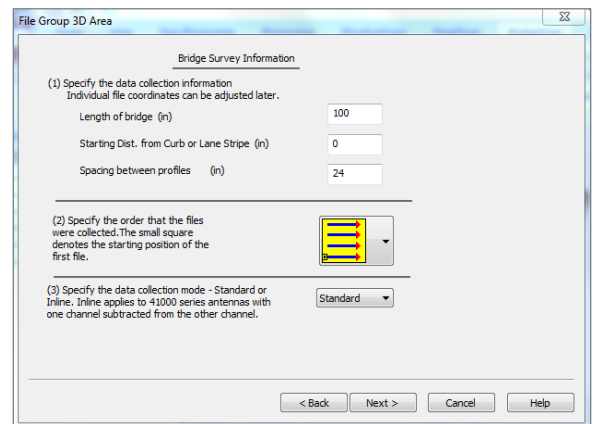 File Group 3D Area
Bridge Survey Information
(1) Specify the data collection information
Individual file coordinates can be adjusted later.
Length of bridge (in) 100
Starting Dist. from Curb or Lane Stripe (in) 0
Spacing between profiles (in) 24
(2) Specify the order that the files
were collected.The small square
denotes the starting position of the
first file.
(3) Specify the data collection mode - Standard or
Inline. Inline applies to 41000 series antennas with
one channel subtracted from the other channel.
Standard
< Back Next > Cancel Help